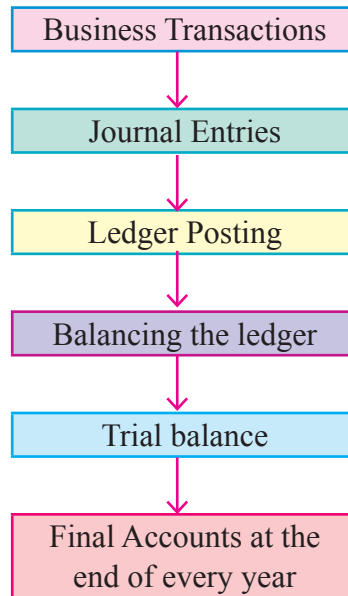 Business Transactions
Journal Entries
Ledger Posting
Balancing the ledger
Trial balance
Final Accounts at the
end of every year